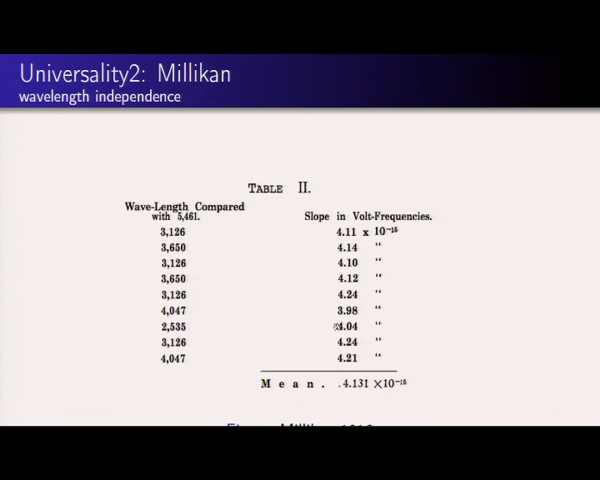 Universality2: Millikan
wavelength independence
TABLE II.
Wave-Length Compared
with 5,461.
Slope in Volt-Frequencies.
3,126 4.11 x 10⁻¹⁵
3,650 4.14 "
3,126 4.10 "
3,650 4.12 "
3,126 4.24 "
4,047 3.98 "
2,535 4.04 "
3,126 4.24 "
4,047 4.21 "
Mean. .4.131 ×10⁻¹⁵